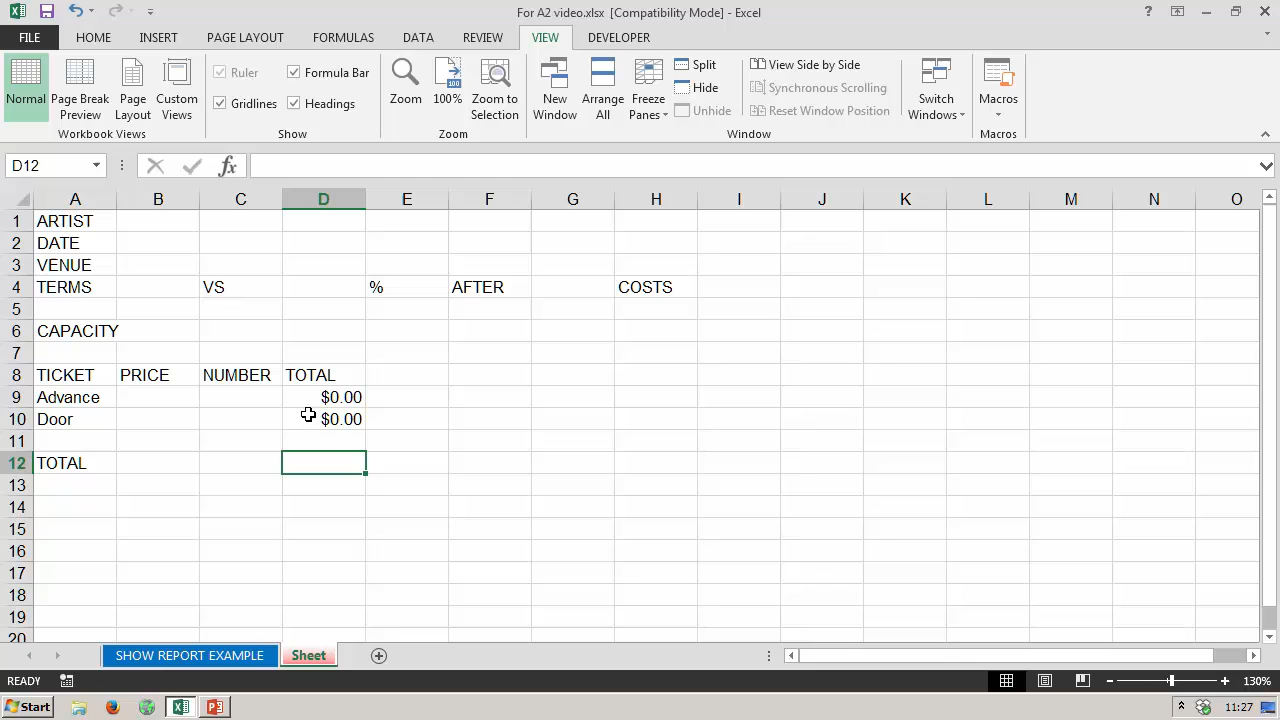 For A2 video.xlsx [Compatibility Mode] - Excel
FILE HOME INSERT PAGE LAYOUT FORMULAS DATA REVIEW VIEW DEVELOPER
Normal
Page Break Preview
Page Layout
Custom Views
Workbook Views
Ruler
Formula Bar
Gridlines
Headings
Show
Zoom
100
100%
Zoom to Selection
Zoom
New Window
Arrange All
Freeze Panes
Split
Hide
Unhide
View Side by Side
Synchronous Scrolling
Reset Window Position
Window
Switch Windows
Macros
Macros
D12 fx
A B C D E F G H I J K L M N O
1 ARTIST
2 DATE
3 VENUE
4 TERMS VS % AFTER COSTS
5
6 CAPACITY
7
8 TICKET PRICE NUMBER TOTAL
9 Advance $0.00
10 Door $0.00
11
12 TOTAL
13
14
15
16
17
18
19
20
SHOW REPORT EXAMPLE Sheet
READY 130%
Start 11:27